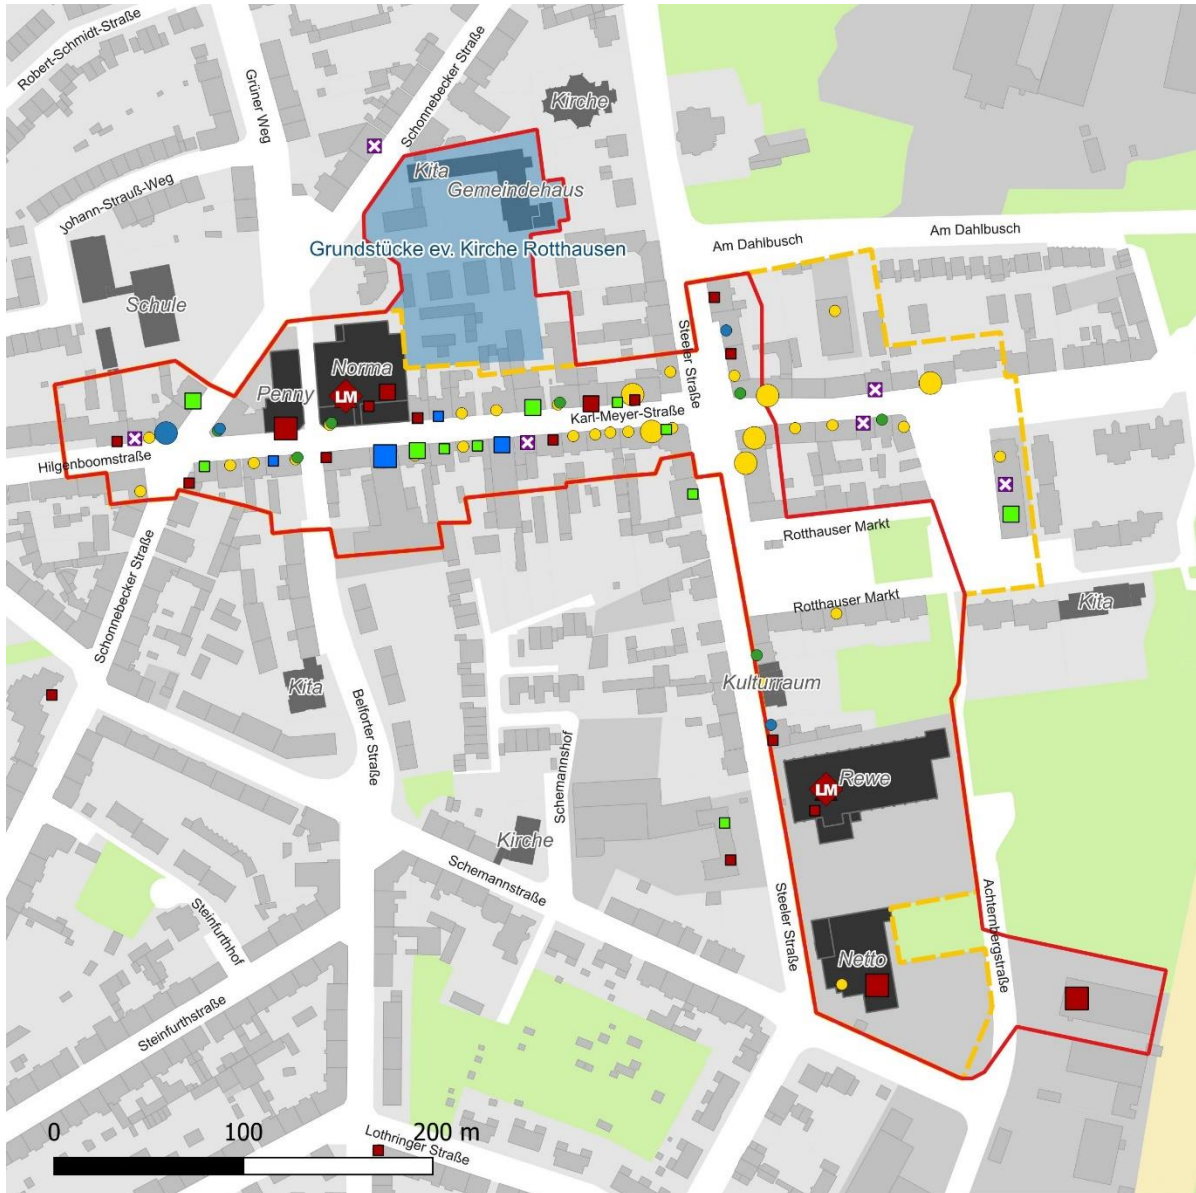 Robert-Schmidt-Straße
Grüner Weg
Schonnebecker Straße
Kirche
Johann-Strauß-Weg
Kita
Gemeindehaus
Grundstücke ev. Kirche Rotthausen
Am Dahlbusch
Am Dahlbusch
Schule
Steeler Straße
Norma
Penny
LM
Karl-Meyer-Straße
Hilgenboomstraße
Rotthauser Markt
Rotthauser Markt
Kita
Schonnebecker Straße
Kita
Kulturraum
Belforter Straße
Schemannshof
Rewe
LM
Kirche
Schemannstraße
Steeler Straße
Achternbergstraße
Steinfurthhof
Netto
Steinfurthstraße
Lothringer Straße
0 100 200 m